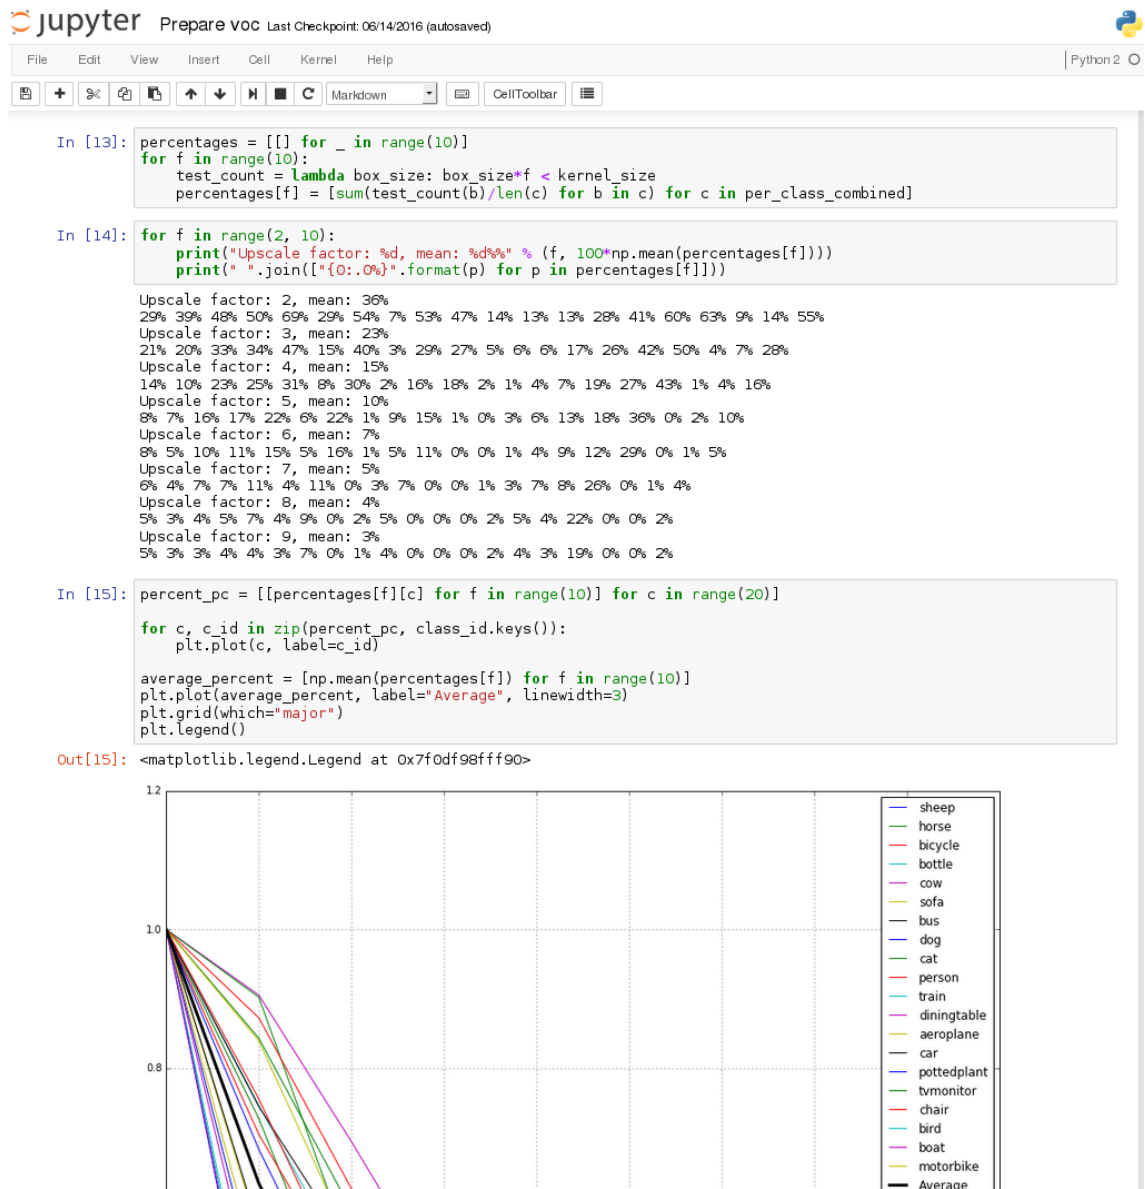 jupyter Prepare voc Last Checkpoint: 06/14/2016 (autosaved)
File Edit View Insert Cell Kernel Help Python 2
Markdown CellToolbar
In [13]: percentages = [[] for _ in range(10)]
for f in range(10):
    test_count = lambda box_size: box_size*f < kernel_size
    percentages[f] = [sum(test_count(b)/len(c) for b in c) for c in per_class_combined]
In [14]: for f in range(2, 10):
    print("Upscale factor: %d, mean: %d%%" % (f, 100*np.mean(percentages[f])))
    print(" ".join(["{0:.0%}".format(p) for p in percentages[f]]))
Upscale factor: 2, mean: 36%
29% 39% 48% 50% 69% 29% 54% 7% 53% 47% 14% 13% 13% 28% 41% 60% 63% 9% 14% 55%
Upscale factor: 3, mean: 23%
21% 20% 33% 34% 47% 15% 40% 3% 29% 27% 5% 6% 6% 17% 26% 42% 50% 4% 7% 28%
Upscale factor: 4, mean: 15%
14% 10% 23% 25% 31% 8% 30% 2% 16% 18% 2% 1% 4% 7% 19% 27% 43% 1% 4% 16%
Upscale factor: 5, mean: 10%
8% 7% 16% 17% 22% 6% 22% 1% 9% 15% 1% 0% 3% 6% 13% 18% 36% 0% 2% 10%
Upscale factor: 6, mean: 7%
8% 5% 10% 11% 15% 5% 16% 1% 5% 11% 0% 0% 1% 4% 9% 12% 29% 0% 1% 5%
Upscale factor: 7, mean: 5%
6% 4% 7% 7% 11% 4% 11% 0% 3% 7% 0% 0% 1% 3% 7% 8% 26% 0% 1% 4%
Upscale factor: 8, mean: 4%
5% 3% 4% 5% 7% 4% 9% 0% 2% 5% 0% 0% 0% 2% 5% 4% 22% 0% 0% 2%
Upscale factor: 9, mean: 3%
5% 3% 3% 4% 4% 3% 7% 0% 1% 4% 0% 0% 0% 2% 4% 3% 19% 0% 0% 2%
In [15]: percent_pc = [[percentages[f][c] for f in range(10)] for c in range(20)]
for c, c_id in zip(percent_pc, class_id.keys()):
    plt.plot(c, label=c_id)
average_percent = [np.mean(percentages[f]) for f in range(10)]
plt.plot(average_percent, label="Average", linewidth=3)
plt.grid(which="major")
plt.legend()
Out[15]: <matplotlib.legend.Legend at 0x7f0df98fff90>
1.2
sheep
horse
bicycle
bottle
cow
sofa
bus
1.0
dog
cat
person
train
diningtable
aeroplane
car
0.8
pottedplant
tvmonitor
chair
bird
boat
motorbike
Average